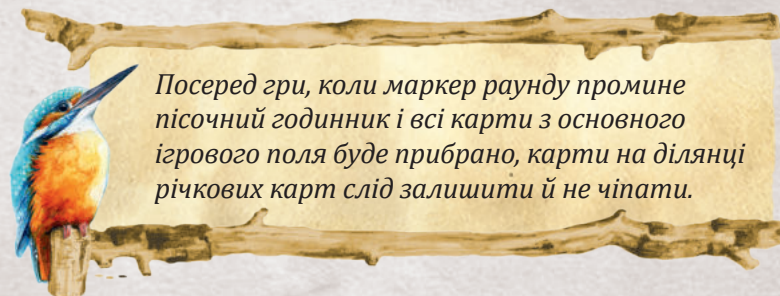 Посеред гри, коли маркер раунду промине
пісочний годинник і всі карти з основного
ігрового поля буде прибрано, карти на ділянці
річкових карт слід залишити й не чіпати.